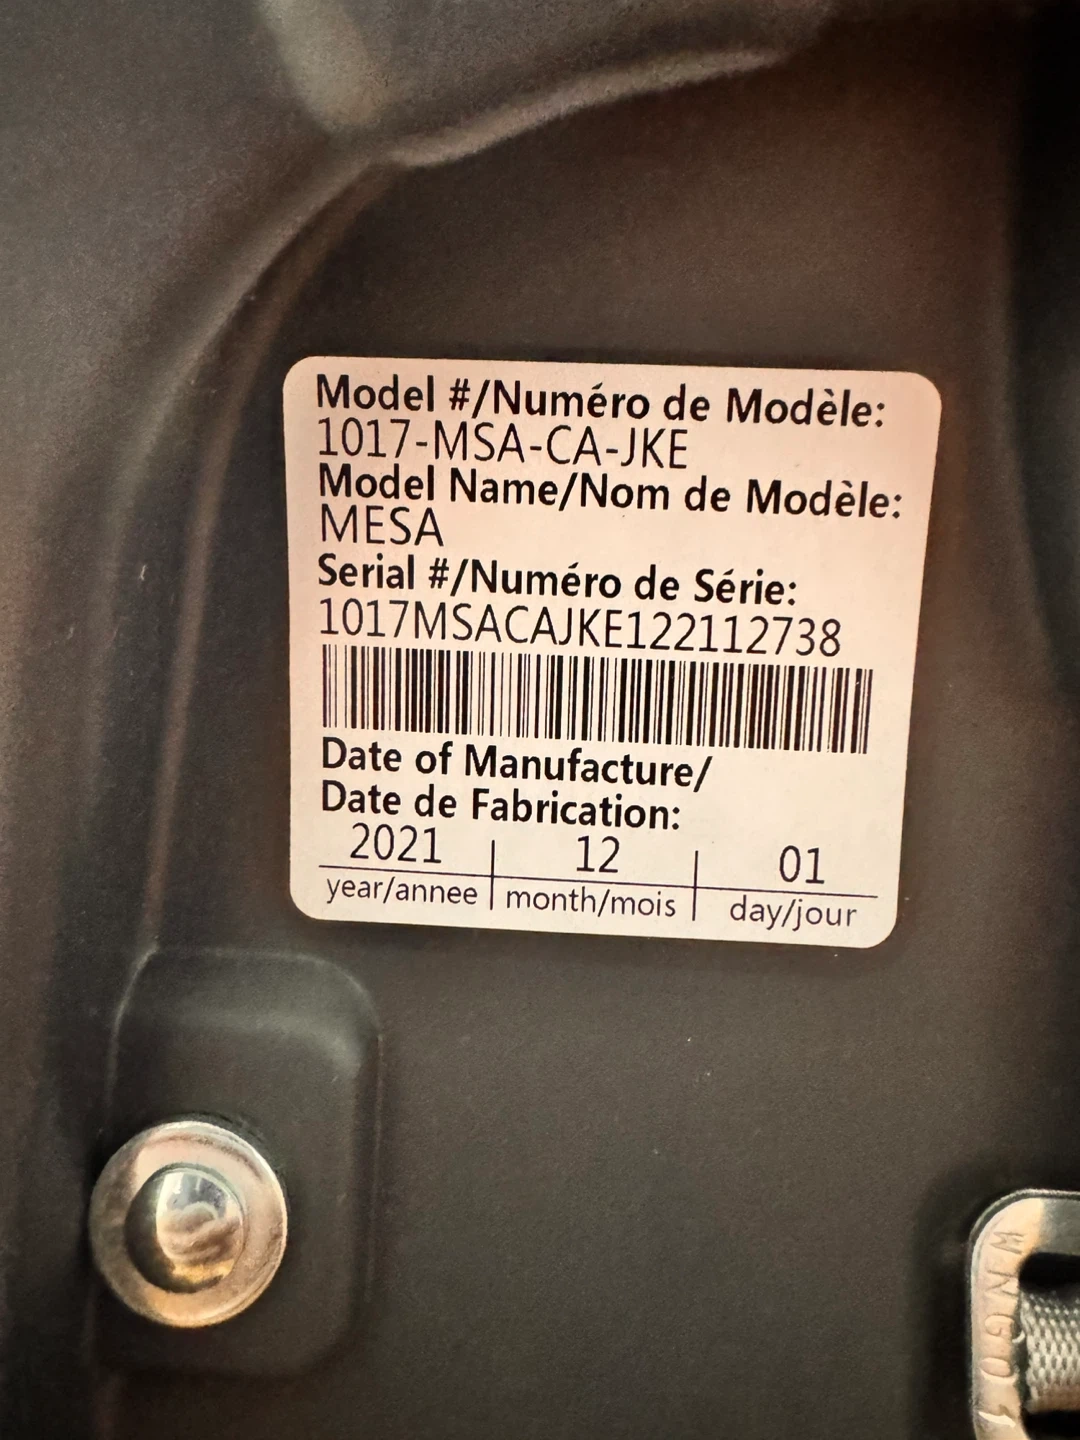 Model #/Numéro de Modèle:
1017-MSA-CA-JKE
Model Name/Nom de Modèle:
MESA
Serial #/Numéro de Série:
1017MSACAJKE122112738
Date of Manufacture/
Date de Fabrication:
2021 12 01
year/annee month/mois day/jour
WINGO1